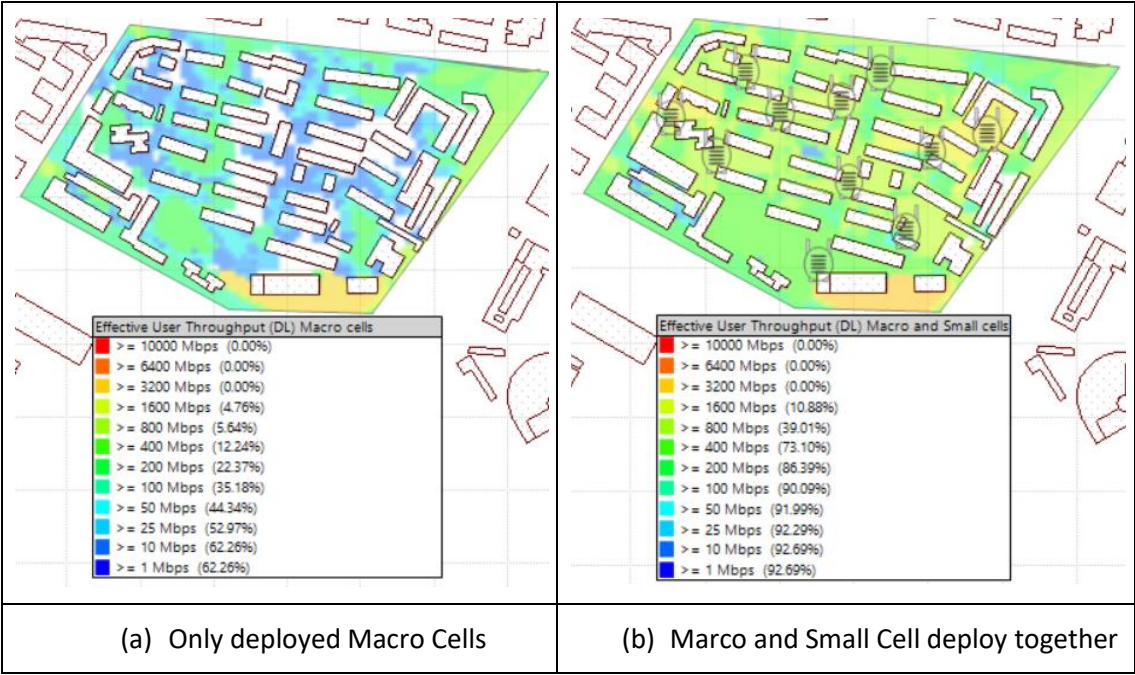 Effective User Throughput (DL) Macro cells
>= 10000 Mbps (0.00%)
>= 6400 Mbps (0.00%)
>= 3200 Mbps (0.00%)
>= 1600 Mbps (4.76%)
>= 800 Mbps (5.64%)
>= 400 Mbps (12.24%)
>= 200 Mbps (22.37%)
>= 100 Mbps (35.18%)
>= 50 Mbps (44.34%)
>= 25 Mbps (52.97%)
>= 10 Mbps (62.26%)
>= 1 Mbps (62.26%)
(a) Only deployed Macro Cells
Effective User Throughput (DL) Macro and Small cells
>= 10000 Mbps (0.00%)
>= 6400 Mbps (0.00%)
>= 3200 Mbps (0.00%)
>= 1600 Mbps (10.88%)
>= 800 Mbps (39.01%)
>= 400 Mbps (73.10%)
>= 200 Mbps (86.39%)
>= 100 Mbps (90.09%)
>= 50 Mbps (91.99%)
>= 25 Mbps (92.29%)
>= 10 Mbps (92.69%)
>= 1 Mbps (92.69%)
(b) Marco and Small Cell deploy together